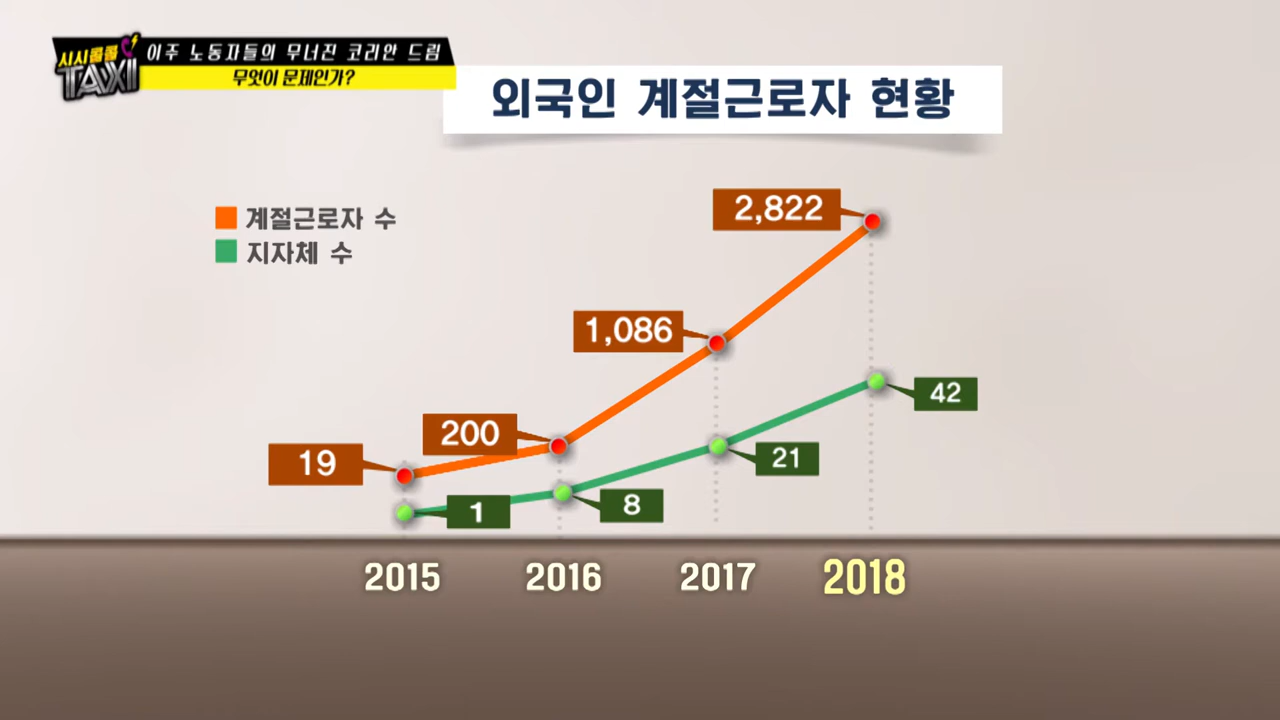 시시콜콜
TAXI
이주 노동자들의 무너진 코리안 드림
무엇이 문제인가?
외국인 계절근로자 현황
계절근로자 수
지자체 수
2,822
1,086
200
19
42
21
8
1
2015 2016 2017 2018